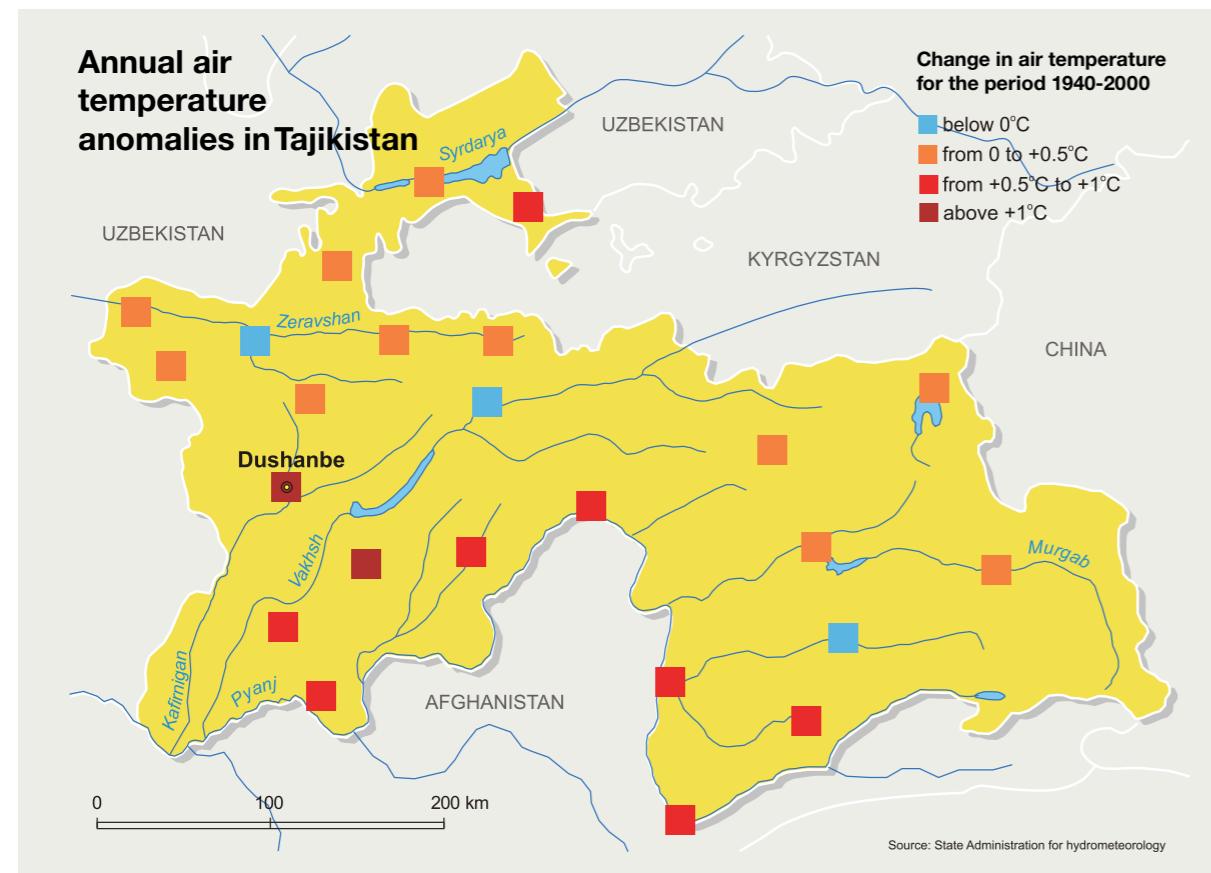 Annual air
temperature
anomalies in Tajikistan
Change in air temperature
for the period 1940-2000
below 0°C
from 0 to +0.5°C
from +0.5°C to +1°C
above +1°C
UZBEKISTAN
Syrdarya
UZBEKISTAN
KYRGYZSTAN
Zeravshan
CHINA
Dushanbe
Vakhsh
Murgab
Kafirnigan
Pyanj
AFGHANISTAN
0 100 200 km
Source: State Administration for hydrometeorology